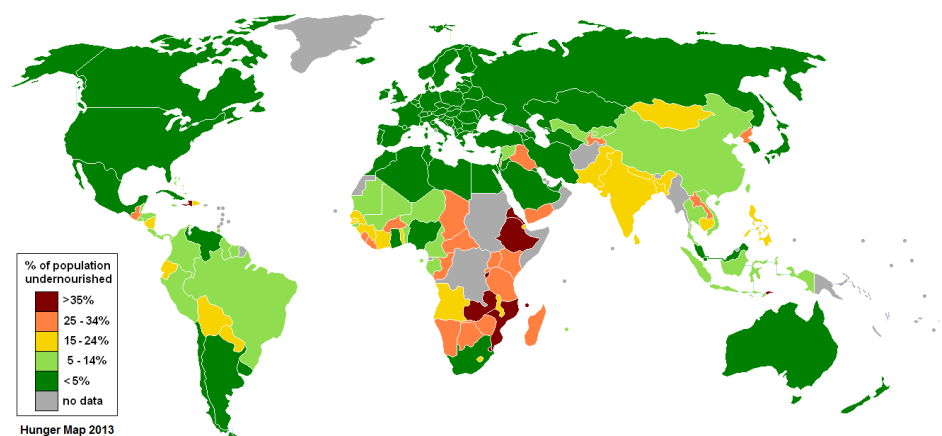 % of population
undernourished
>35%
25 - 34%
15 - 24%
5 - 14%
<5%
no data
Hunger Map 2013